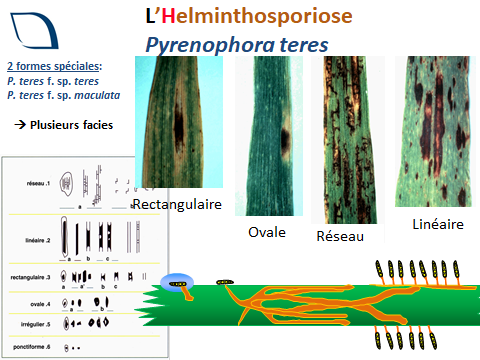 L'Helminthosporiose
Pyrenophora teres
2 formes spéciales:
P. teres f. sp. teres
P. teres f. sp. maculata
→ Plusieurs facies
Rectangulaire
Ovale
Réseau
Linéaire
réseau .1
a
linéaire .2
a b c
rectangulaire .3
a a' b c
ovale .4
a b
irrégulier .5
a b c
ponctiforme .6